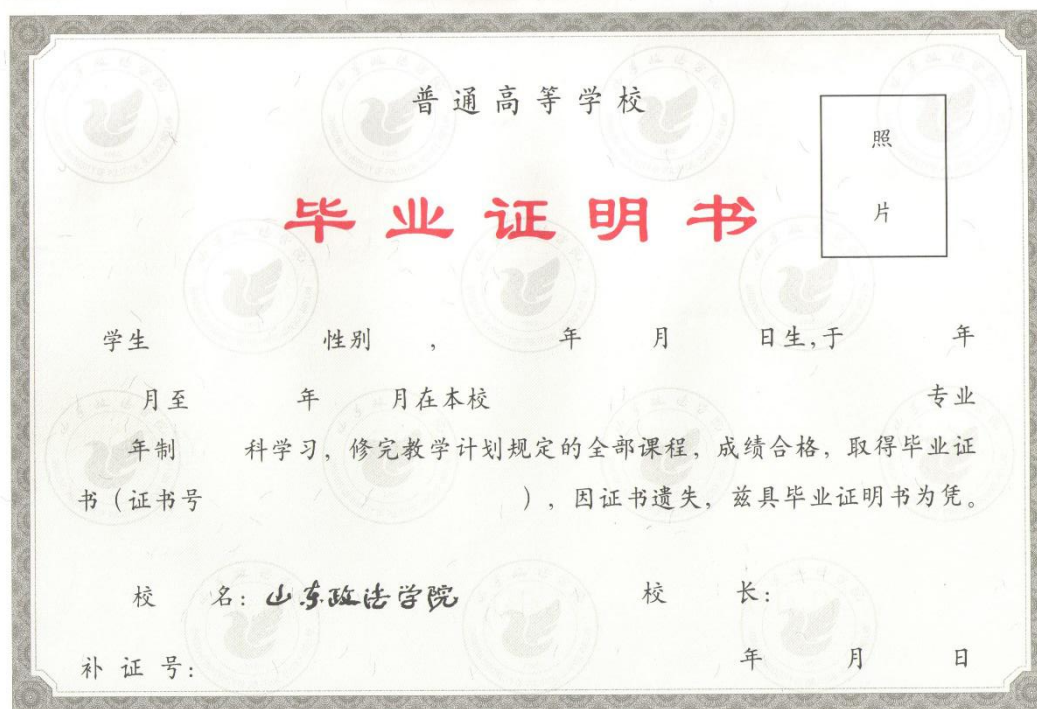 普通高等学校
照
片
毕业证明书
学生 性别 , 年 月 日生,于 年
月至 年 月在本校 专业
年制 科学习，修完教学计划规定的全部课程，成绩合格，取得毕业证
书（证书号 ），因证书遗失，兹具毕业证明书为凭。
校 名：山东政法学院 校 长：
补 证 号： 年 月 日